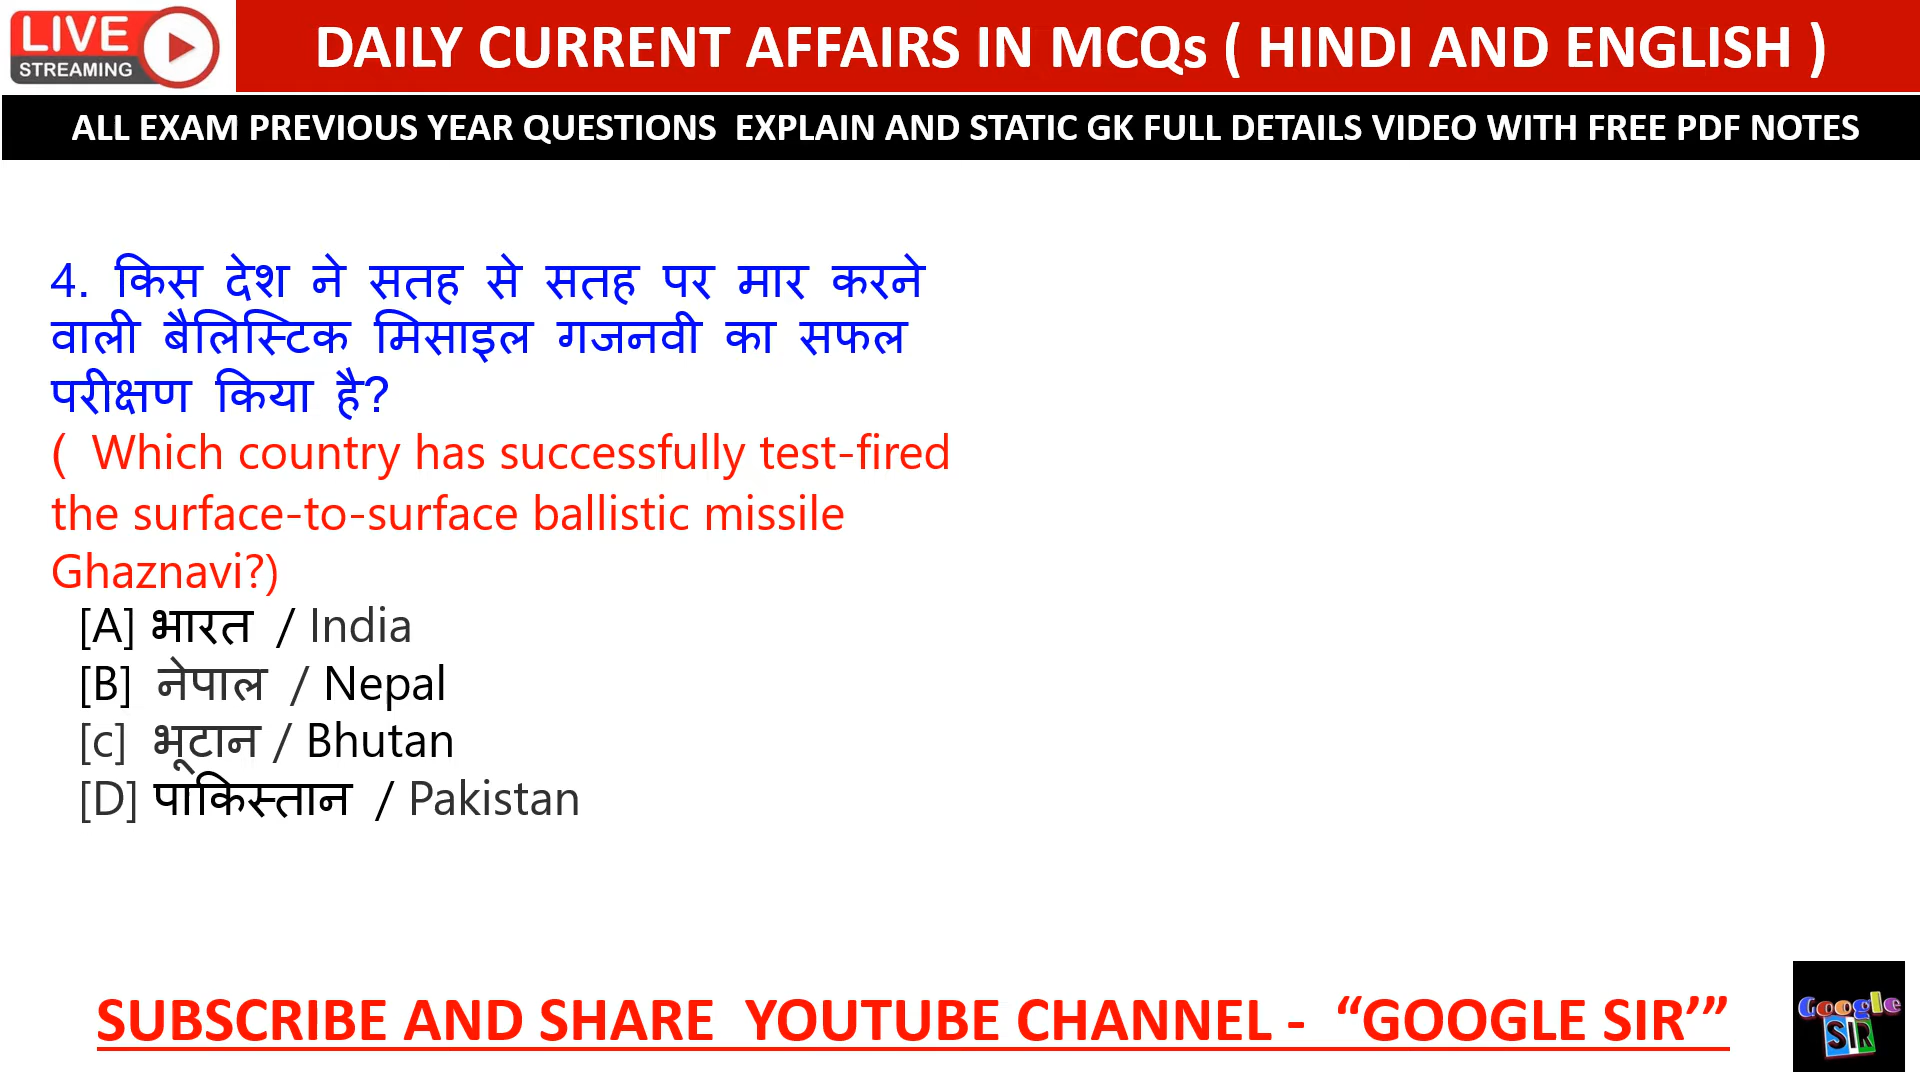 LIVE
STREAMING
DAILY CURRENT AFFAIRS IN MCQs ( HINDI AND ENGLISH )
ALL EXAM PREVIOUS YEAR QUESTIONS EXPLAIN AND STATIC GK FULL DETAILS VIDEO WITH FREE PDF NOTES
4. किस देश ने सतह से सतह पर मार करने
वाली बैलिस्टिक मिसाइल गजनवी का सफल
परीक्षण किया है?
( Which country has successfully test-fired
the surface-to-surface ballistic missile
Ghaznavi?)
[A] भारत / India
[B] नेपाल / Nepal
[c] भूटान / Bhutan
[D] पाकिस्तान / Pakistan
SUBSCRIBE AND SHARE YOUTUBE CHANNEL - “GOOGLE SIR’”
Google
SIR